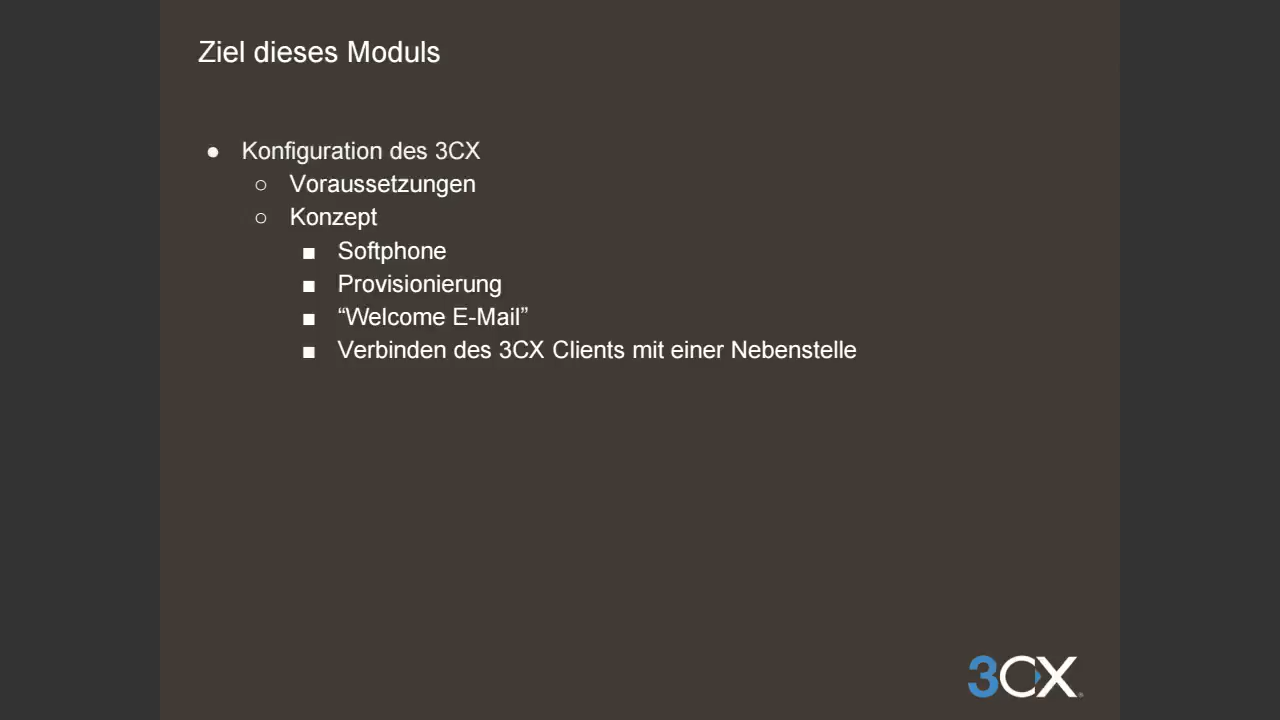 Ziel dieses Moduls
● Konfiguration des 3CX
○ Voraussetzungen
○ Konzept
■ Softphone
■ Provisionierung
■ “Welcome E-Mail”
■ Verbinden des 3CX Clients mit einer Nebenstelle
3CX®